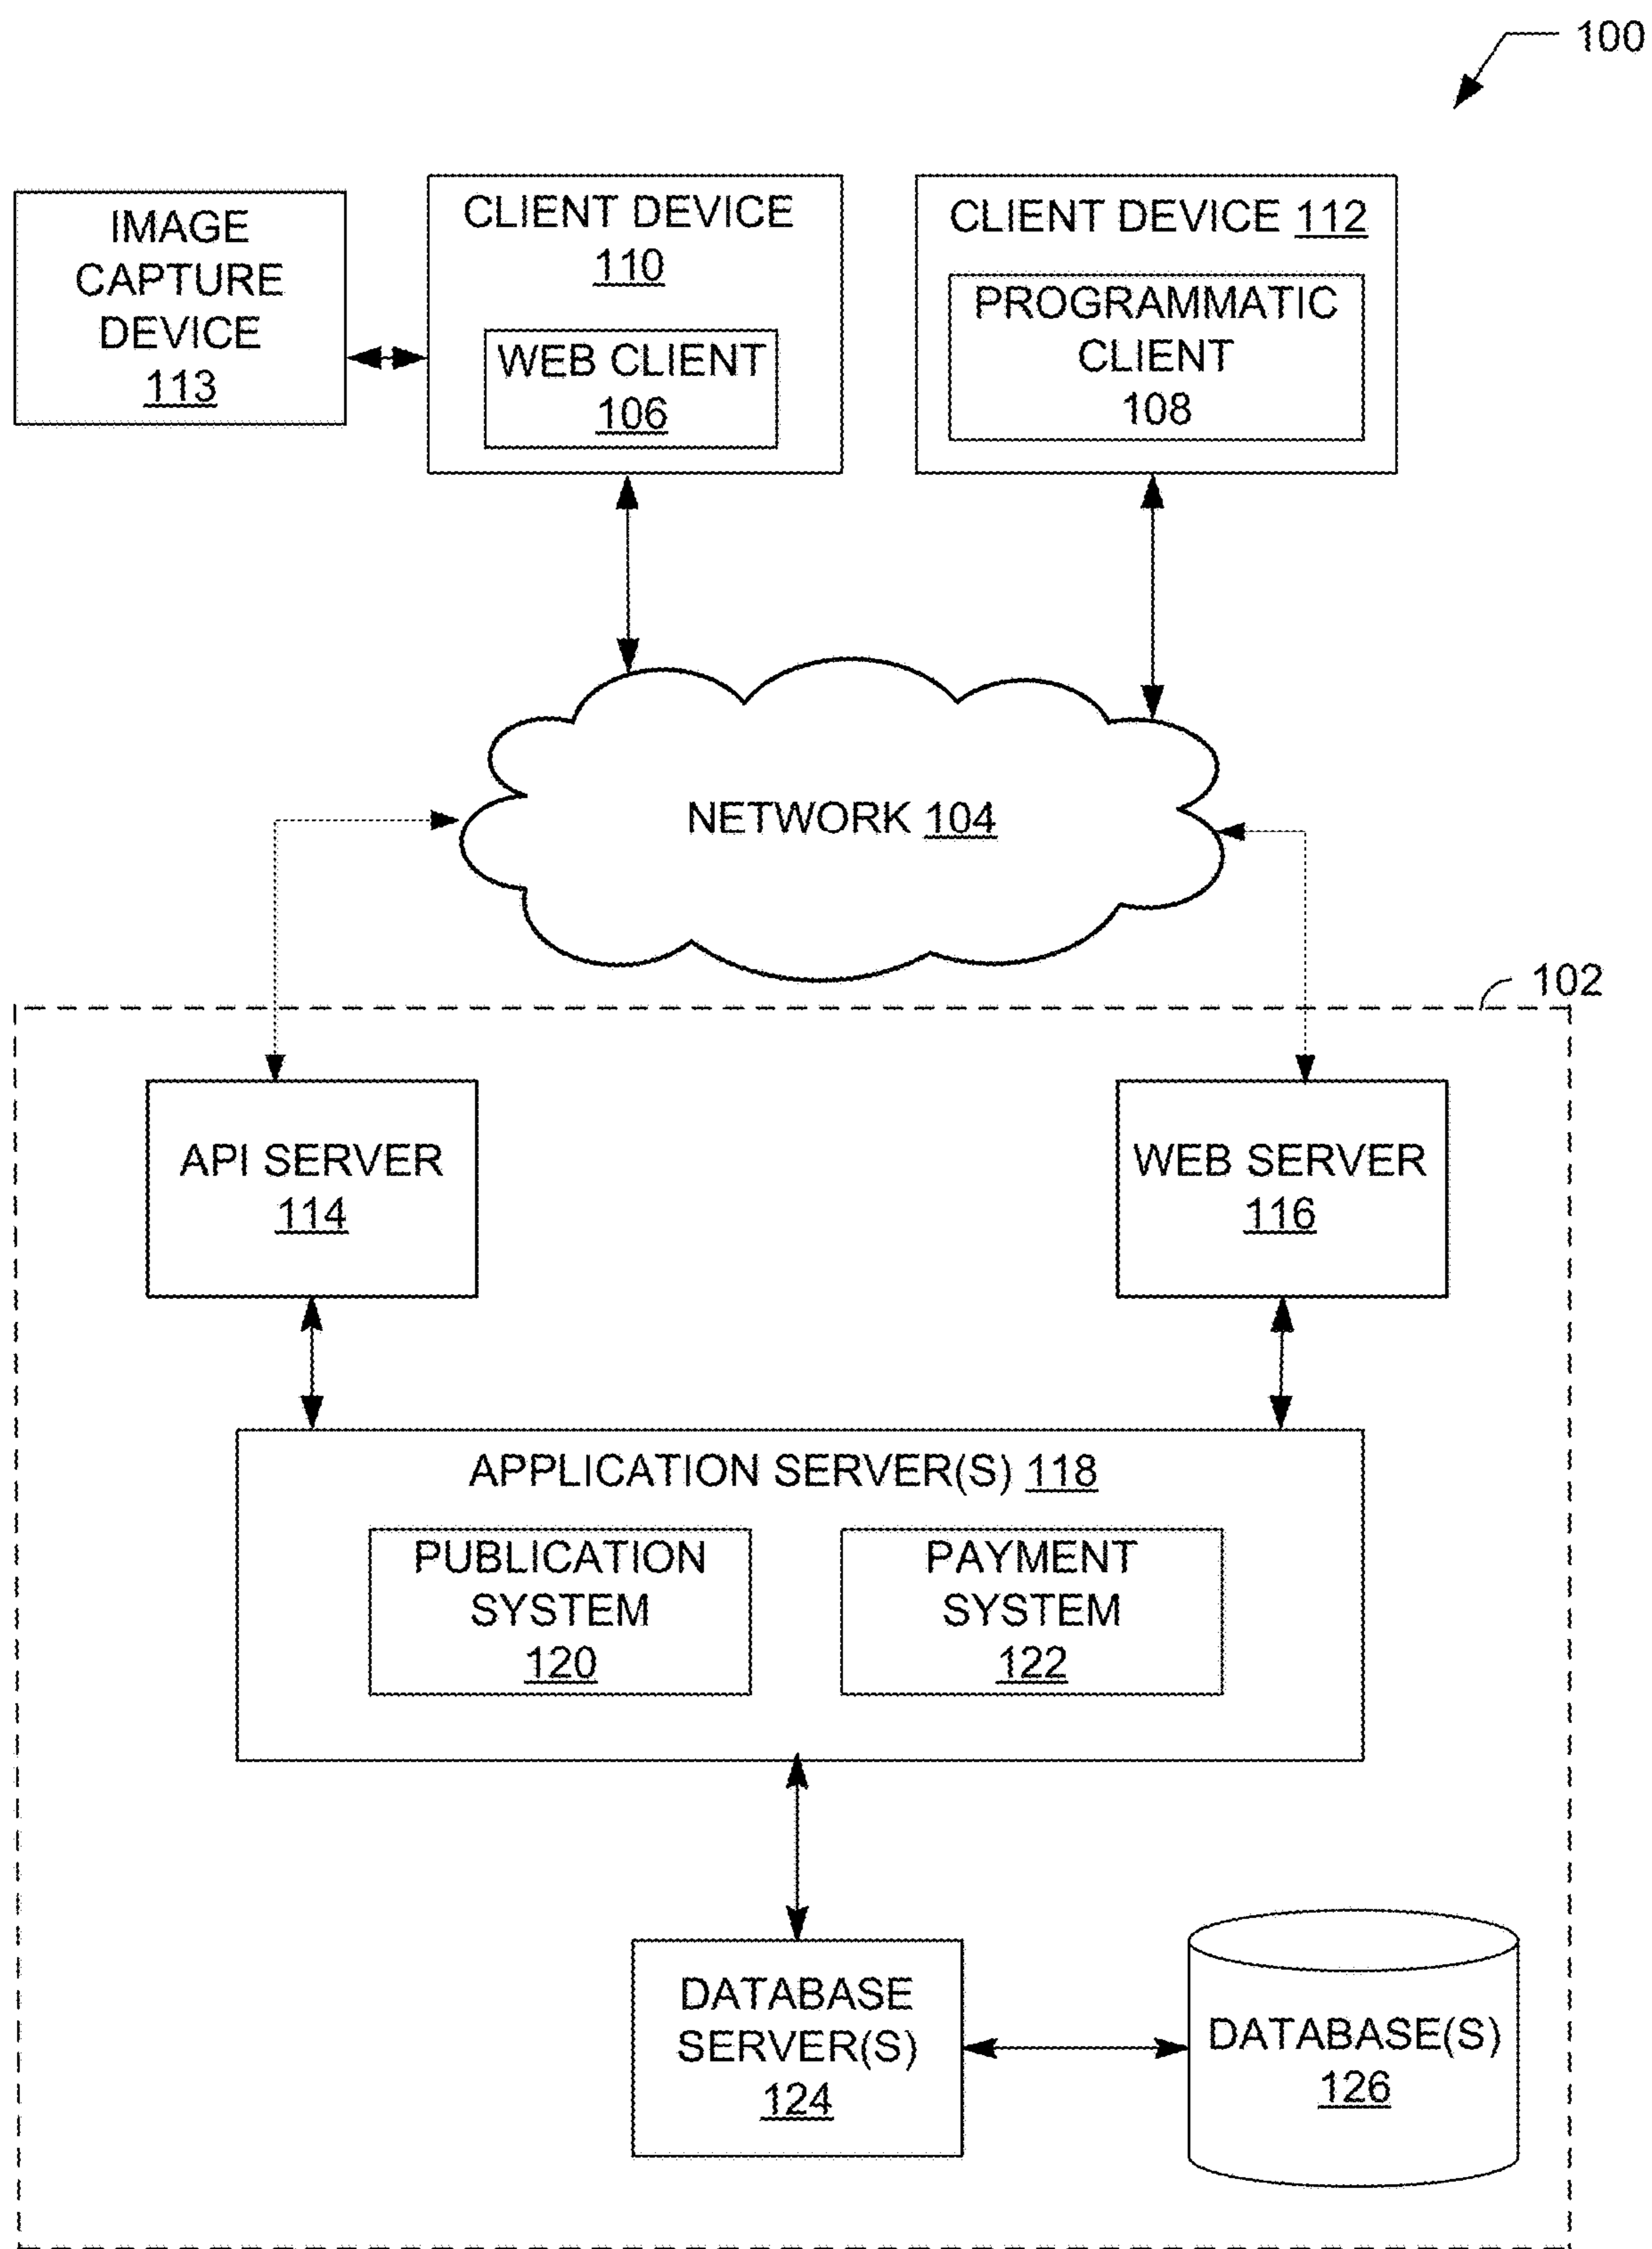 100
IMAGE
CAPTURE
DEVICE
113
CLIENT DEVICE
110
WEB CLIENT
106
CLIENT DEVICE 112
PROGRAMMATIC
CLIENT
108
NETWORK 104
102
API SERVER
114
WEB SERVER
116
APPLICATION SERVER(S) 118
PUBLICATION
SYSTEM
120
PAYMENT
SYSTEM
122
DATABASE
SERVER(S)
124
DATABASE(S)
126